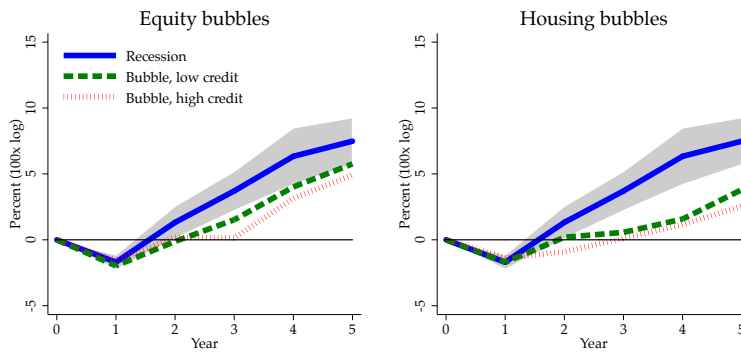 Equity bubbles
Housing bubbles
Percent (100x log)
15
10
5
0
-5
Recession
Bubble, low credit
Bubble, high credit
0 1 2 3 4 5
Year
Percent (100x log)
15
10
5
0
-5
0 1 2 3 4 5
Year